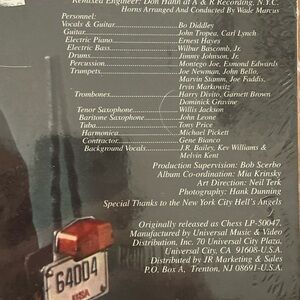 Remixed Engineer: Don Hahn at A & R Recording, N.Y.C.
Horns Arranged And Conducted By Wade Marcus
Personnel:
Vocals & Guitar Bo Diddley
Guitar John Tropea, Carl Lynch
Electric Piano Ernest Hayes
Electric Bass Wilbur Bascomb, Jr.
Drums Jimmy Johnson, Jr.
Percussion Montego Joe, Esmond Edwards
Trumpets Joe Newman, John Bello,
Marvin Stamm, Joe Faddis,
Irvin Markowitz
Trombones Harry Divito, Garnett Brown
Dominick Gravine
Tenor Saxophone Willis Jackson
Baritone Saxophone John Leone
Tuba Tony Price
Harmonica Michael Pickett
Contractor Gene Bianco
Background Vocals J.R. Bailey, Kev Williams &
Melvin Kent
Production Supervision: Bob Scerbo
Album Co-ordination: Mia Krinsky
Art Direction: Neil Terk
Photography: Hank Dunning
Special Thanks to the New York City Hell's Angels
Originally released as Chess LP-50047.
Manufactured by Universal Music & Video
Distribution, Inc. 70 Universal City Plaza.
Universal City, CA 91608-U.S.A.
Distributed by JR Marketing & Sales
P.O. Box A, Trenton, NJ 08691-U.S.A.
64004